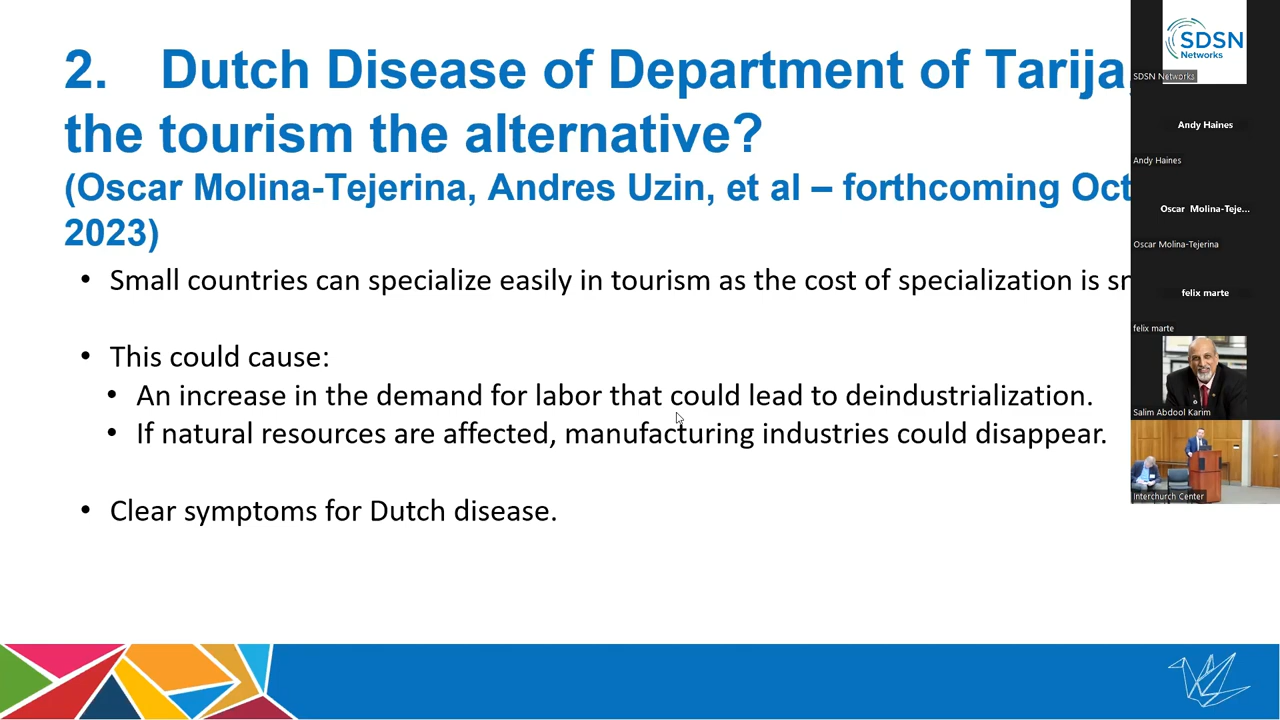 2. Dutch Disease of Department of Tarija,
the tourism the alternative?
(Oscar Molina-Tejerina, Andres Uzin, et al – forthcoming Oct
2023)
• Small countries can specialize easily in tourism as the cost of specialization is
• This could cause:
• An increase in the demand for labor that could lead to deindustrialization.
• If natural resources are affected, manufacturing industries could disappear.
• Clear symptoms for Dutch disease.
SDSN
Networks
SDSN Networks
Andy Haines
Andy Haines
Oscar Molina-Teje...
Oscar Molina-Tejerina
felix marte
felix marte
Salim Abdool Karim
Interchurch Center